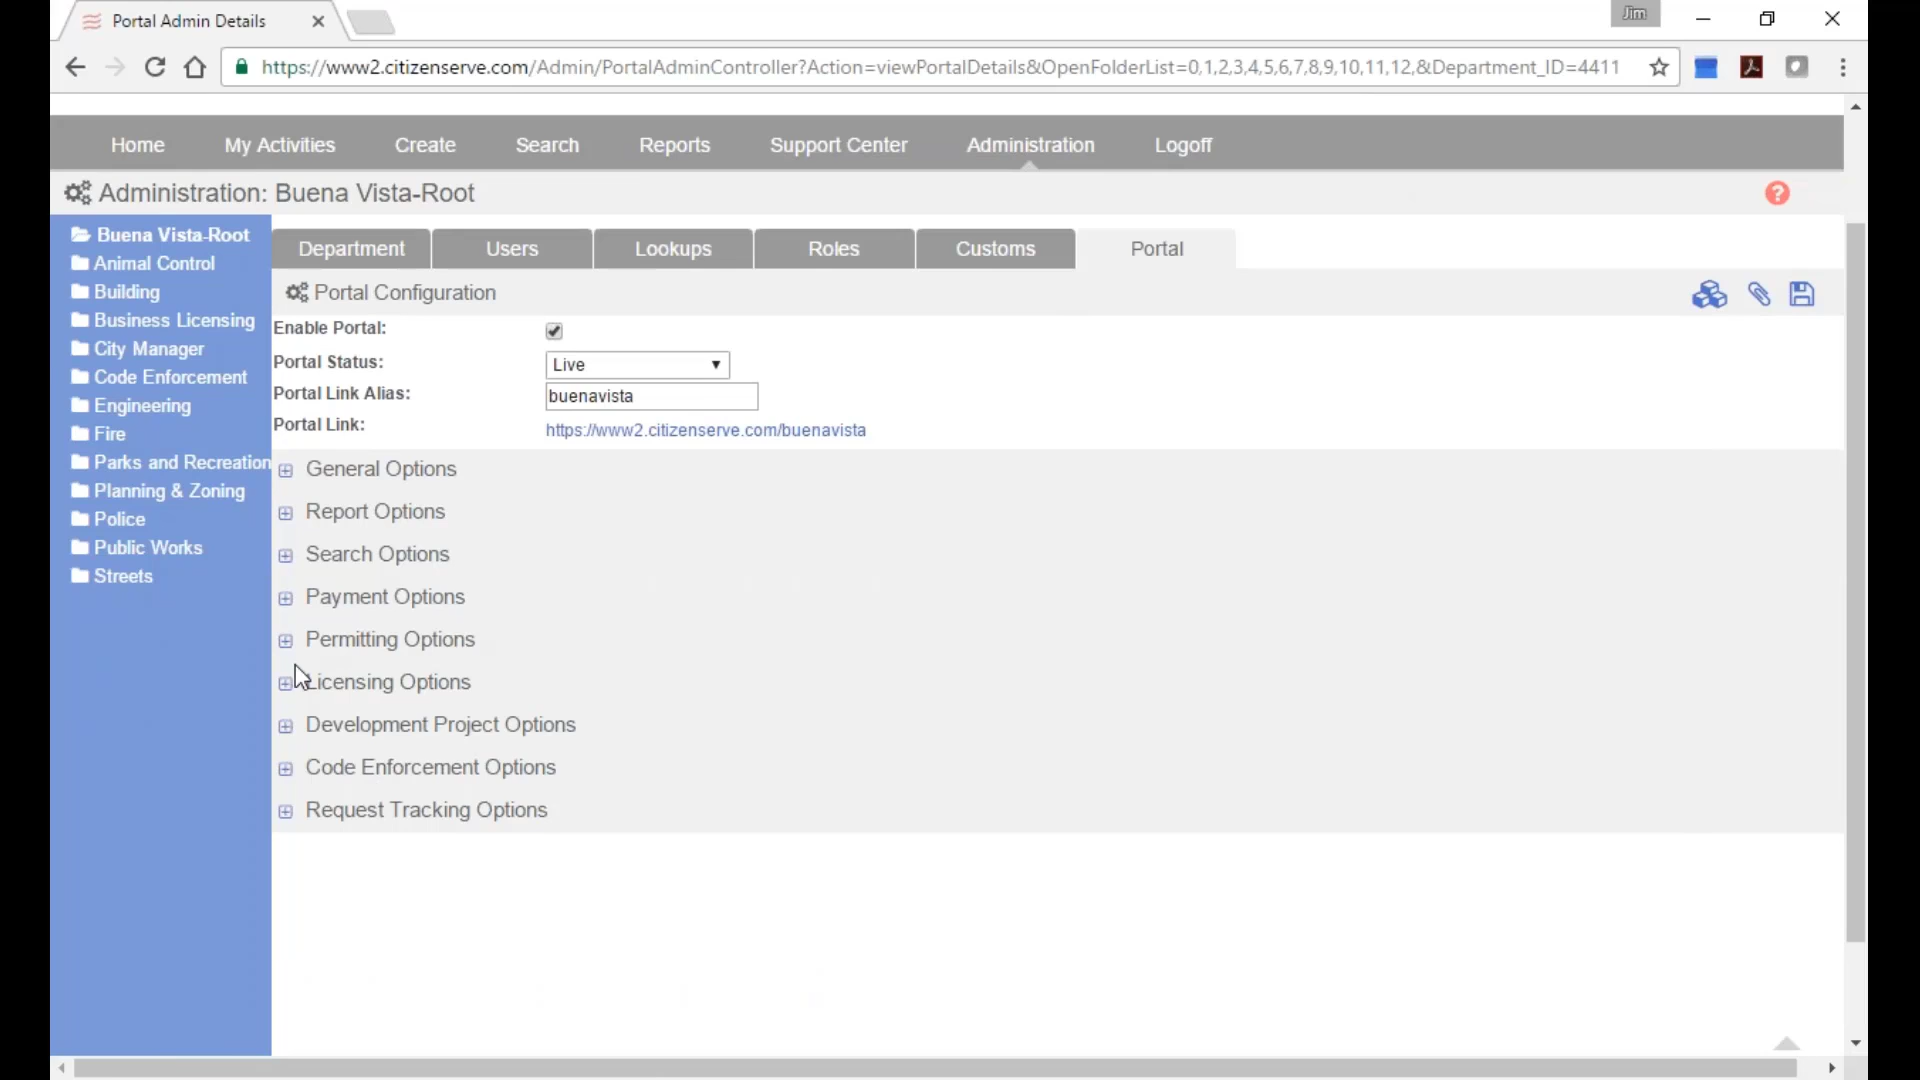 Portal Admin Details
Jim
https://www2.citizenserve.com/Admin/PortalAdminController?Action=viewPortalDetails&OpenFolderList=0,1,2,3,4,5,6,7,8,9,10,11,12,&Department_ID=4411
Home My Activities Create Search Reports Support Center Administration Logoff
Administration: Buena Vista-Root
?
Buena Vista-Root
Animal Control
Building
Business Licensing
City Manager
Code Enforcement
Engineering
Fire
Parks and Recreation
Planning & Zoning
Police
Public Works
Streets
Department Users Lookups Roles Customs Portal
Portal Configuration
Enable Portal:
Portal Status: Live
Portal Link Alias: buenavista
Portal Link: https://www2.citizenserve.com/buenavista
General Options
Report Options
Search Options
Payment Options
Permitting Options
Licensing Options
Development Project Options
Code Enforcement Options
Request Tracking Options